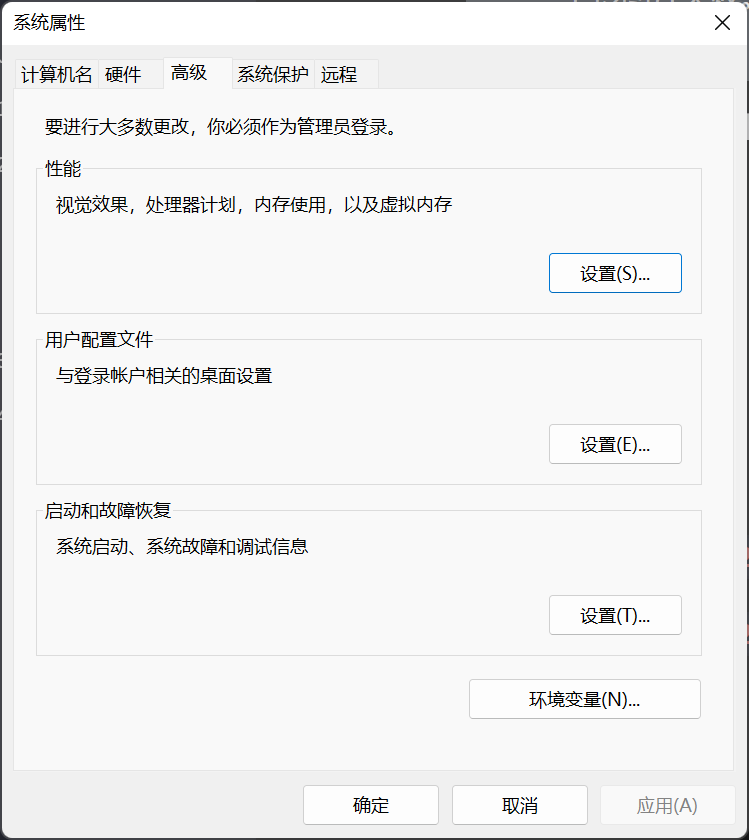 系统属性
计算机名 硬件 高级 系统保护 远程
要进行大多数更改，你必须作为管理员登录。
性能
视觉效果，处理器计划，内存使用，以及虚拟内存
设置(S)...
用户配置文件
与登录帐户相关的桌面设置
设置(E)...
启动和故障恢复
系统启动、系统故障和调试信息
设置(T)...
环境变量(N)...
确定 取消 应用(A)